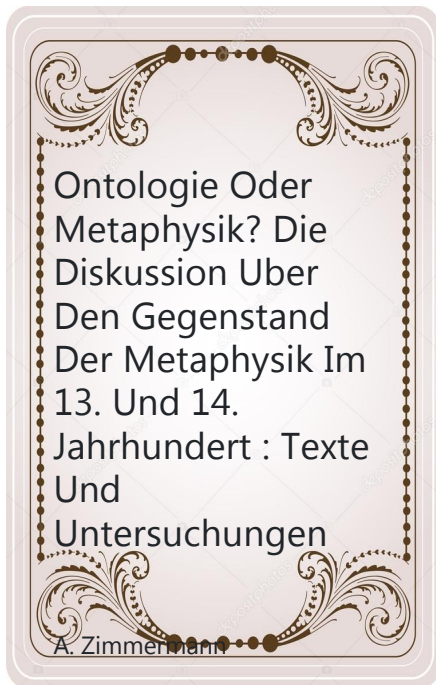 Ontologie Oder
Metaphysik? Die
Diskussion Uber
Den Gegenstand
Der Metaphysik Im
13. Und 14.
Jahrhundert : Texte
Und
Untersuchungen
A. Zimmermann